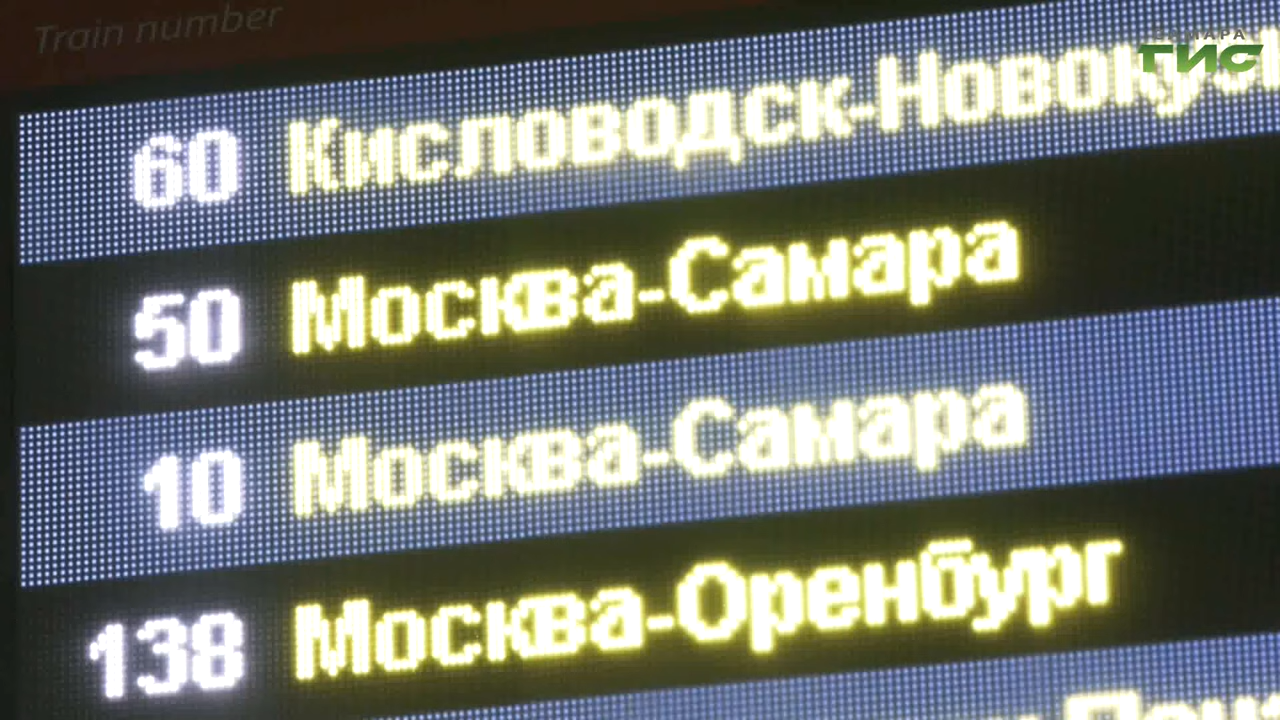 Train number
САМАРА
ГИС
60 Кисловодск-Новоку
50 Москва-Самара
10 Москва-Самара
138 Москва-Оренбург